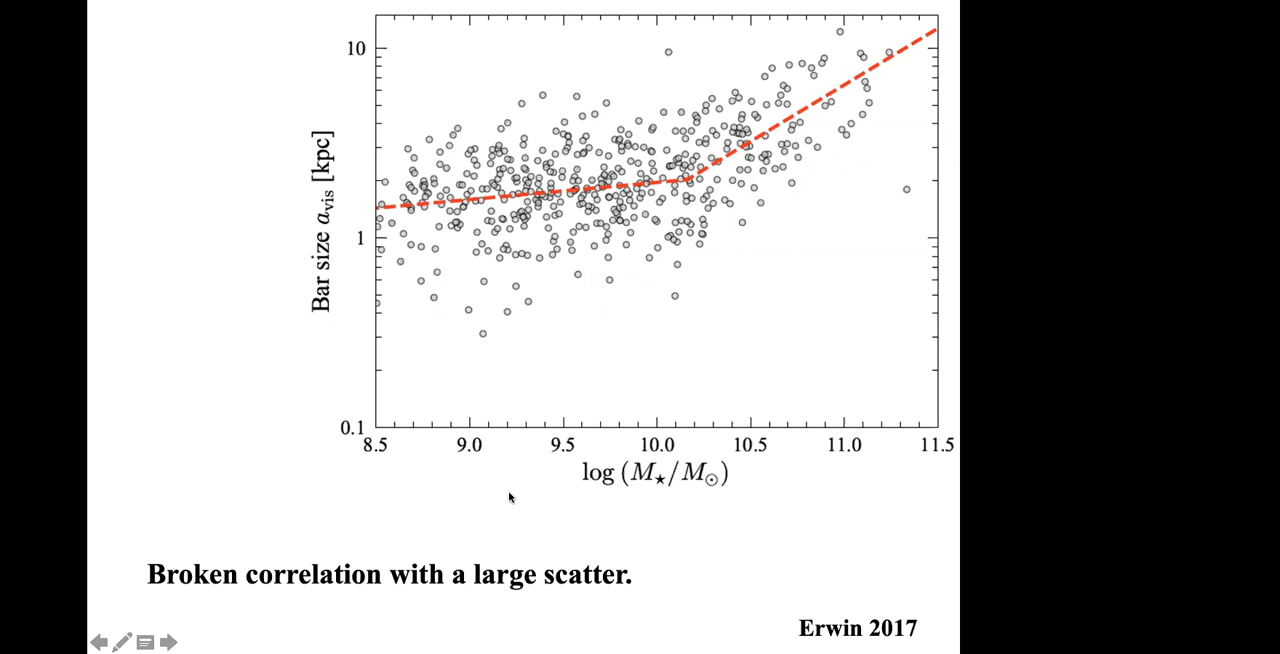 10
1
0.1
Bar size a_vis [kpc]
8.5 9.0 9.5 10.0 10.5 11.0 11.5
log (M★/M⊙)
Broken correlation with a large scatter.
Erwin 2017